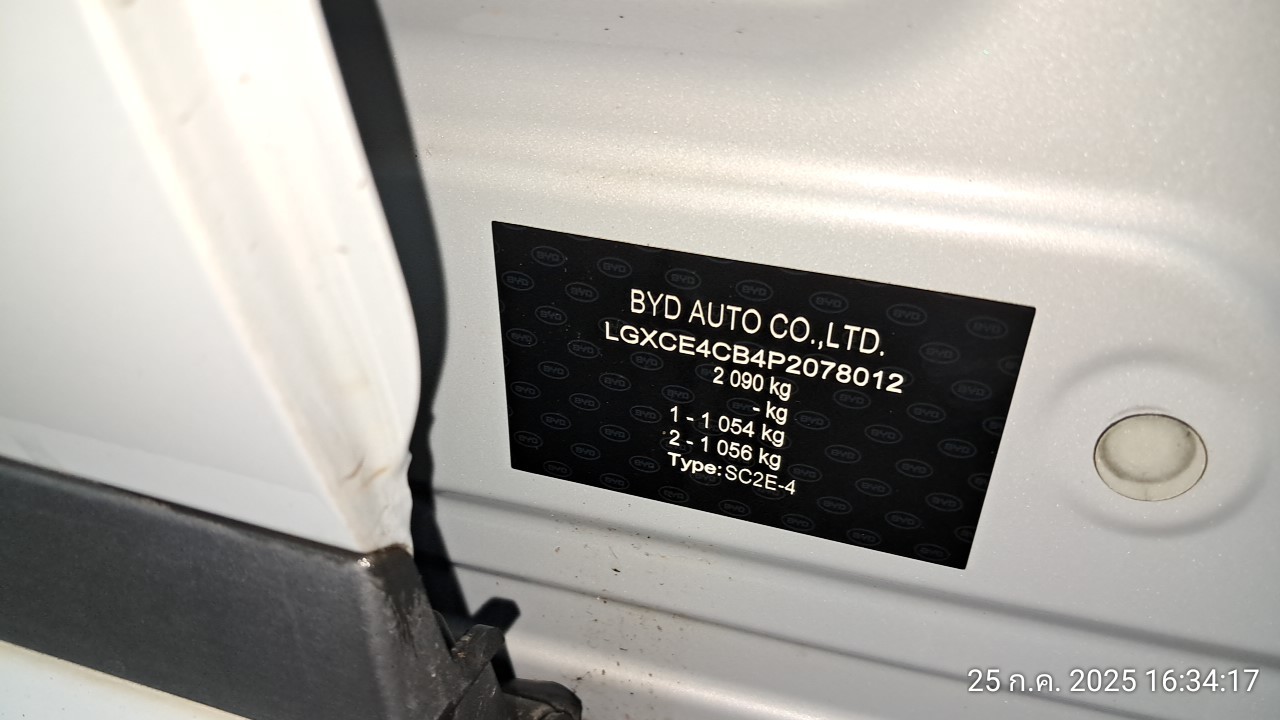 BYD AUTO CO.,LTD.
LGXCE4CB4P2078012
2 090 kg
- kg
1 - 1 054 kg
2 - 1 056 kg
Type: SC2E-4
25 ก.ค. 2025 16:34:17